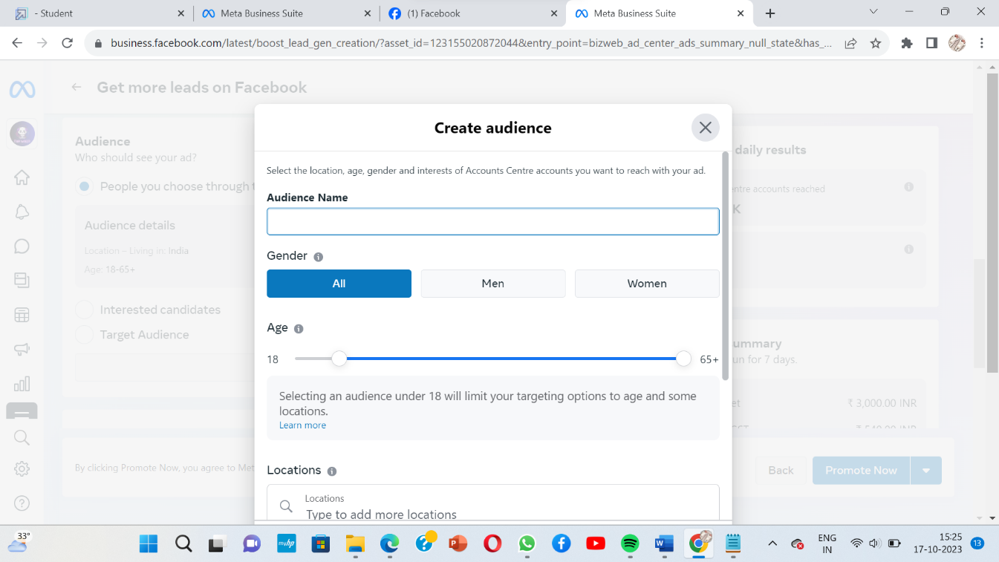 - Student
Meta Business Suite
(1) Facebook
Meta Business Suite
business.facebook.com/latest/boost_lead_gen_creation/?asset_id=123155020872044&entry_point=bizweb_ad_center_ads_summary_null_state&has_...
Get more leads on Facebook
Create audience
Audience
Who should see your ad?
People you choose through
Audience details
Location – Living in: India
Age: 18-65+
Interested candidates
Target Audience
Select the location, age, gender and interests of Accounts Centre accounts you want to reach with your ad.
Audience Name
Gender
All
Men
Women
Age
18
65+
Selecting an audience under 18 will limit your targeting options to age and some
locations.
Learn more
Locations
Locations
Type to add more locations
daily results
entre accounts reached
K
ummary
un for 7 days.
et
₹ 3,000.00 INR
₹ 540.00 INR
By clicking Promote Now, you agree to Met
Back
Promote Now
33°
myhp
ENG
IN
15:25
17-10-2023
13